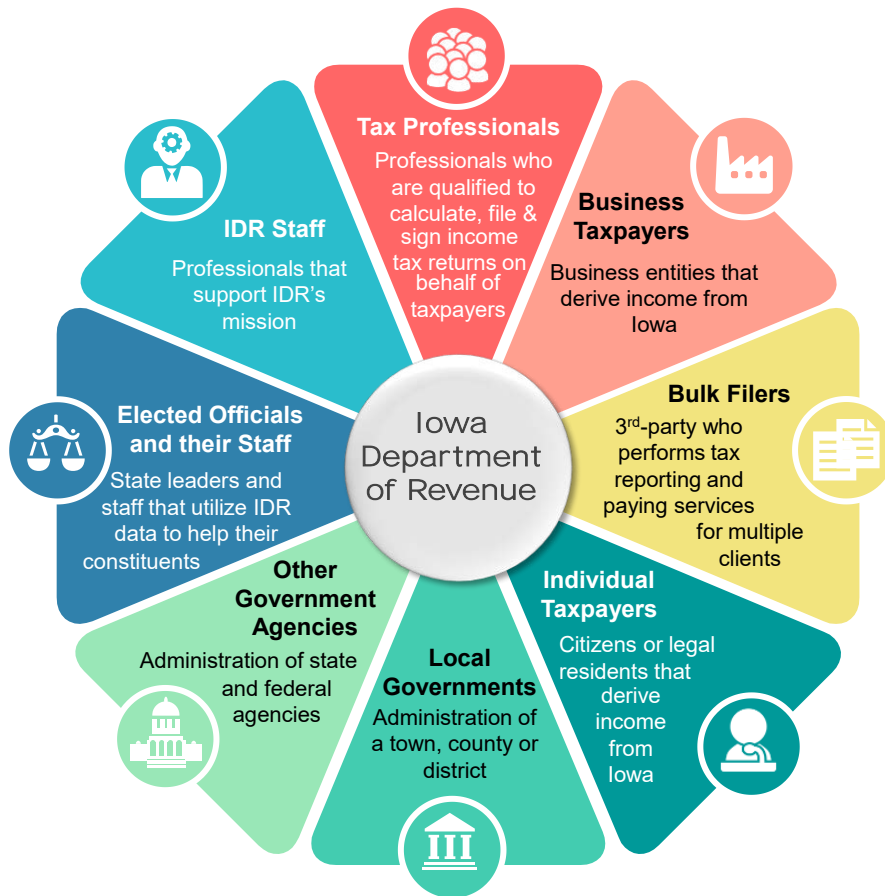 Tax Professionals
Professionals who
are qualified to
calculate, file &
sign income
tax returns on
behalf of
taxpayers
Business
Taxpayers
Business entities that
derive income from
Iowa
Bulk Filers
3rd-party who
performs tax
reporting and
paying services
for multiple
clients
Individual
Taxpayers
Citizens or legal
residents that
derive
income
from
Iowa
Local
Governments
Administration of
a town, county or
district
Other
Government
Agencies
Administration of state
and federal
agencies
Elected Officials
and their Staff
State leaders and
staff that utilize IDR
data to help their
constituents
IDR Staff
Professionals that
support IDR's
mission
Iowa
Department
of Revenue